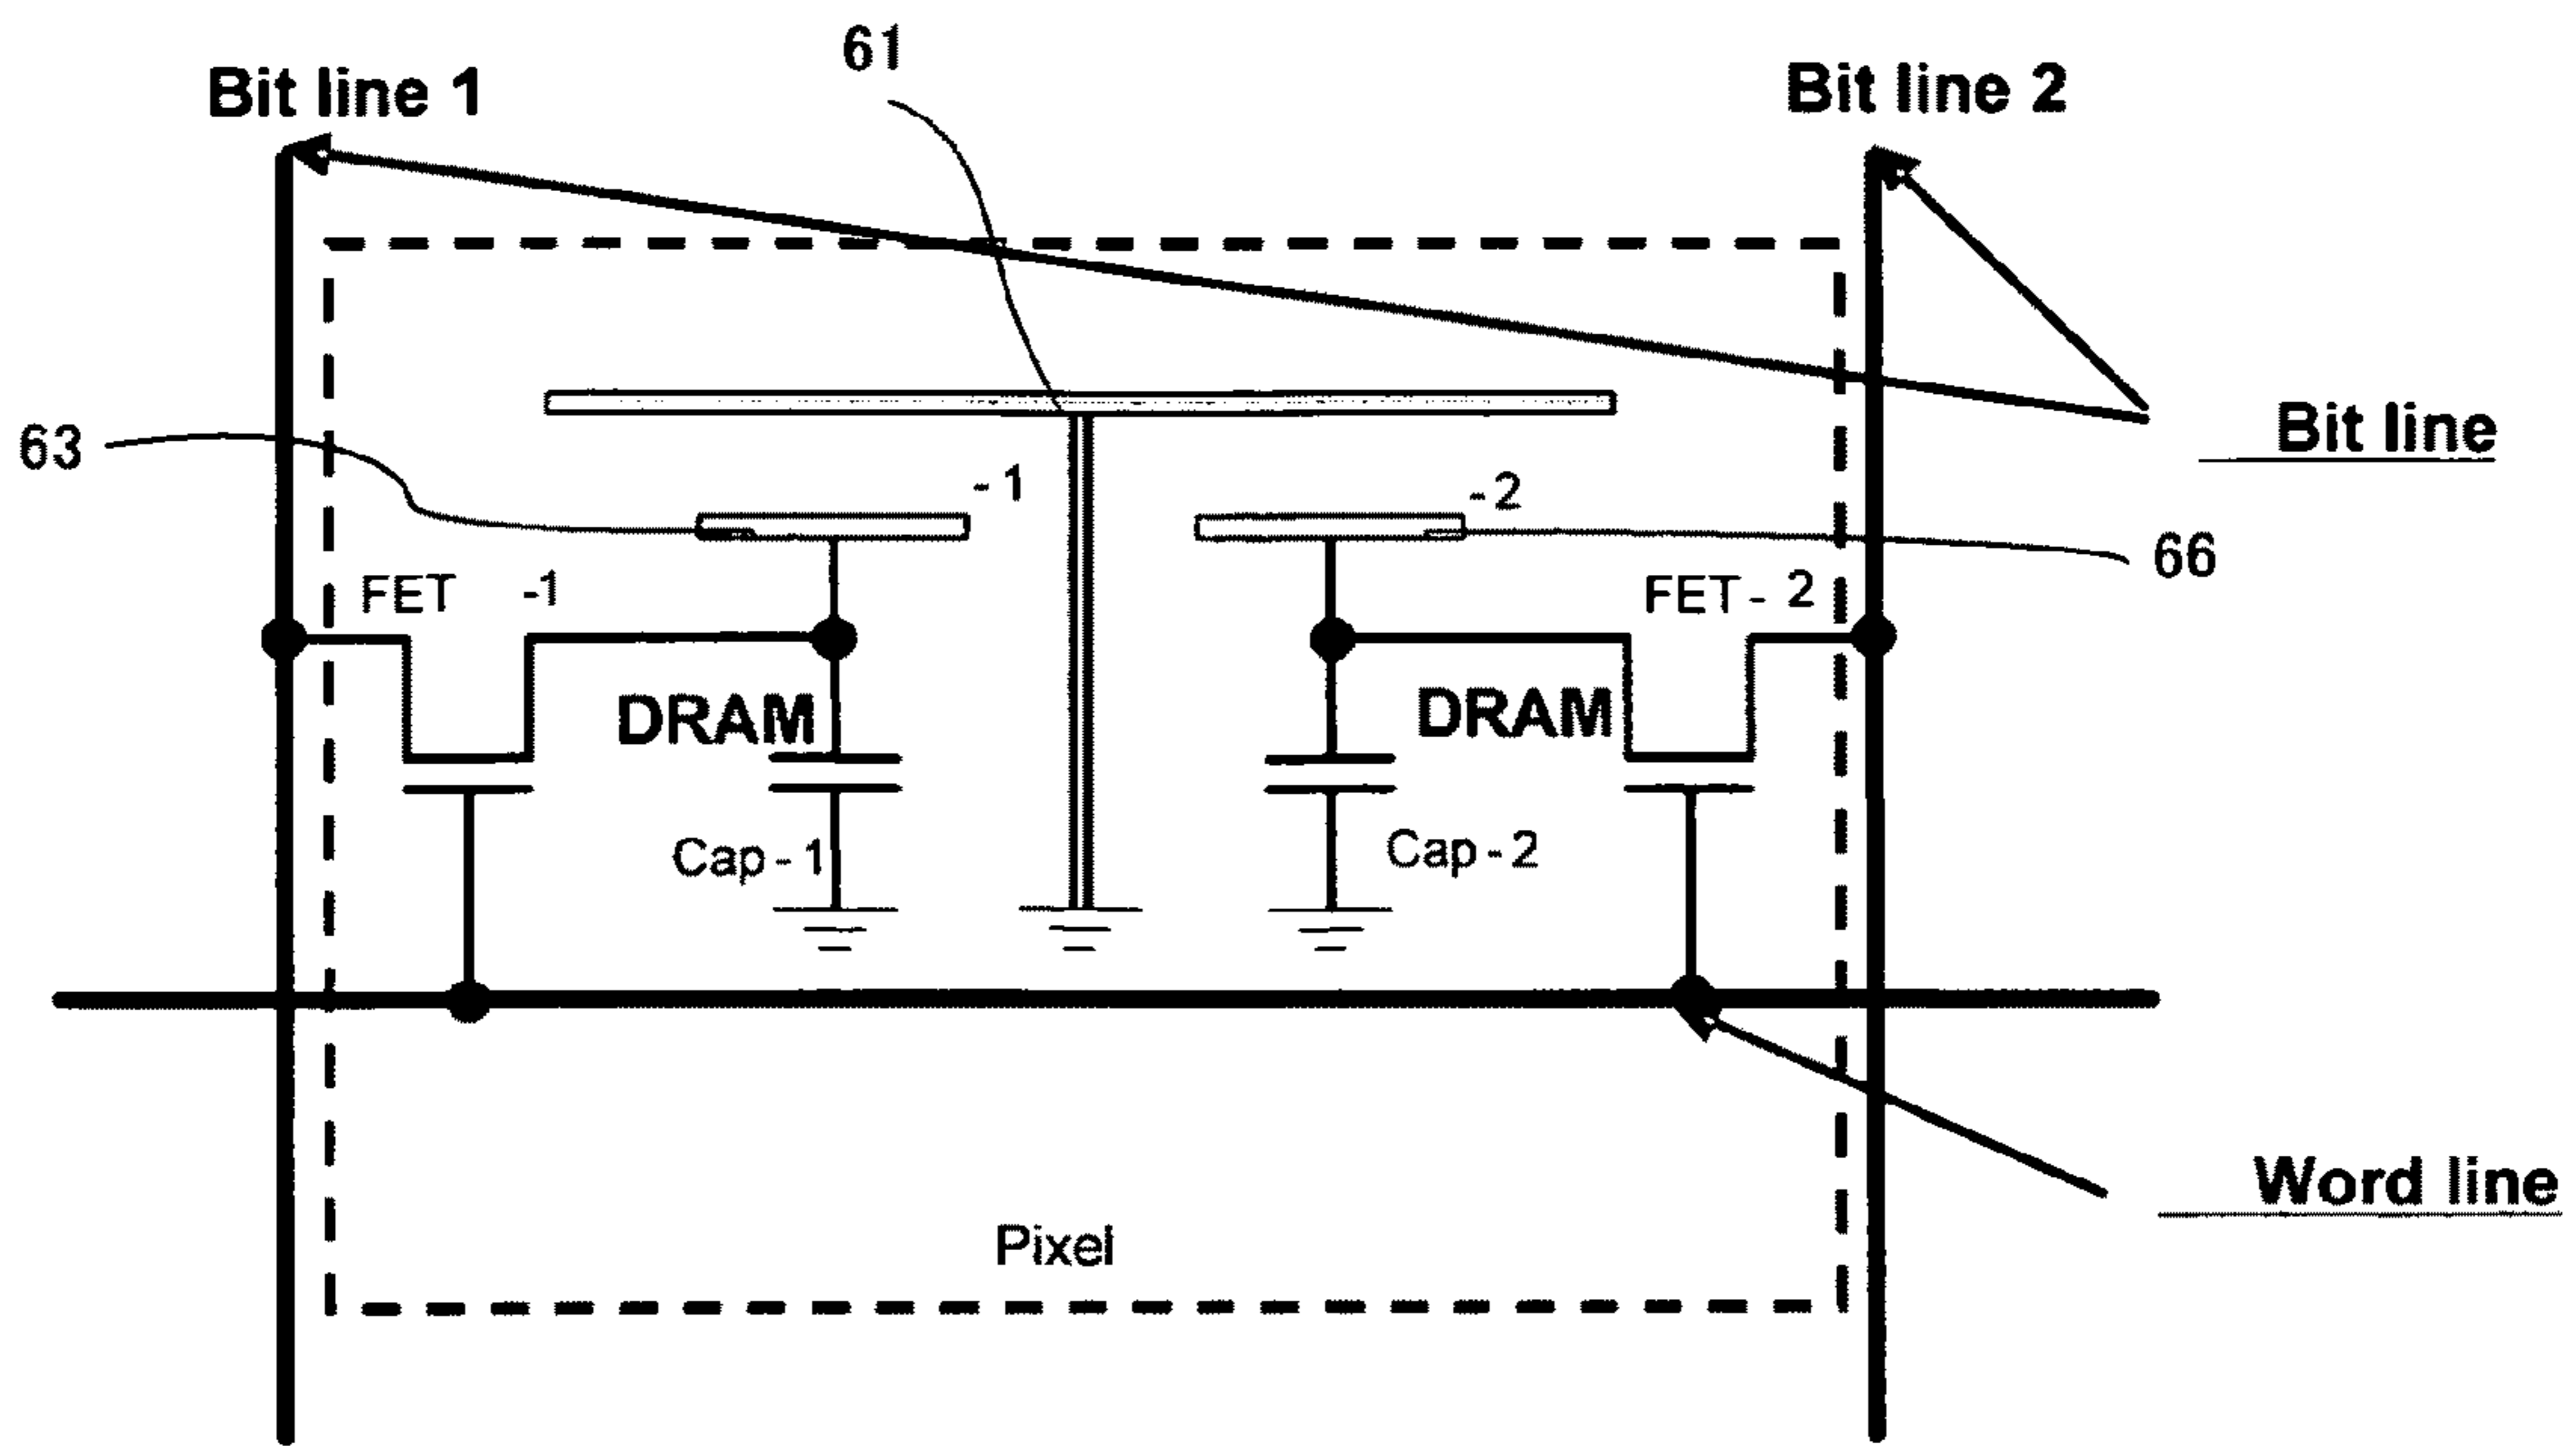 61
Bit line 1
Bit line 2
Bit line
63
-1
-2
66
FET -1
FET- 2
DRAM
DRAM
Cap-1
Cap-2
Word line
Pixel